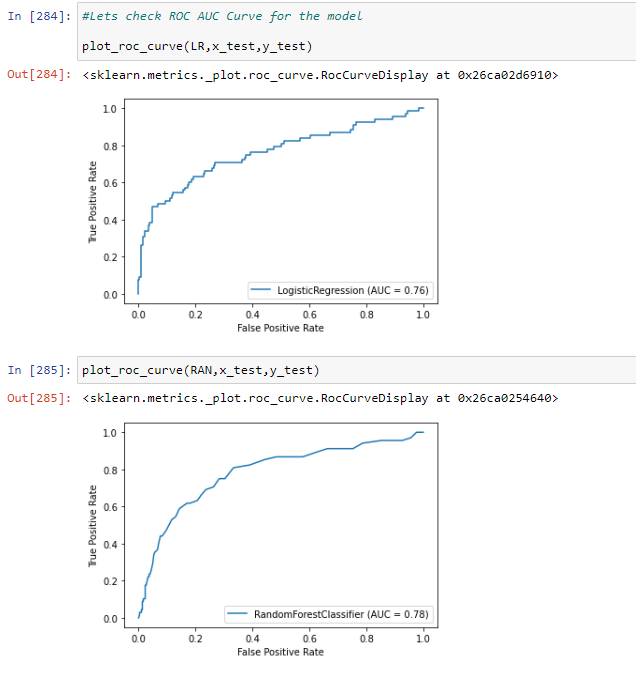 In [284]: #Lets check ROC AUC Curve for the model
plot_roc_curve(LR,x_test,y_test)
Out[284]: <sklearn.metrics._plot.roc_curve.RocCurveDisplay at 0x26ca02d6910>
1.0
0.8
0.6
0.4
0.2
0.0
True Positive Rate
LogisticRegression (AUC = 0.76)
0.0 0.2 0.4 0.6 0.8 1.0
False Positive Rate
In [285]: plot_roc_curve(RAN,x_test,y_test)
Out[285]: <sklearn.metrics._plot.roc_curve.RocCurveDisplay at 0x26ca0254640>
1.0
0.8
0.6
0.4
0.2
0.0
True Positive Rate
RandomForestClassifier (AUC = 0.78)
0.0 0.2 0.4 0.6 0.8 1.0
False Positive Rate